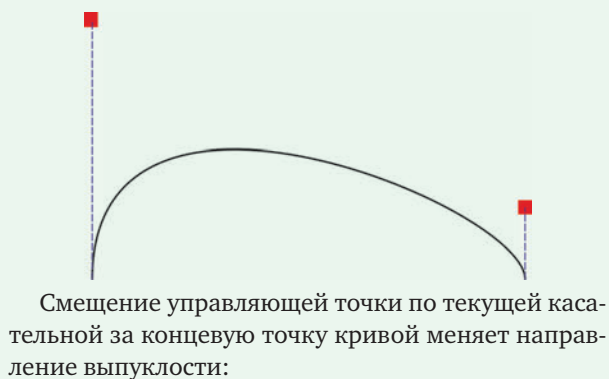 Смещение управляющей точки по текущей каса-
тельной за концевую точку кривой меняет направ-
ление выпуклости: